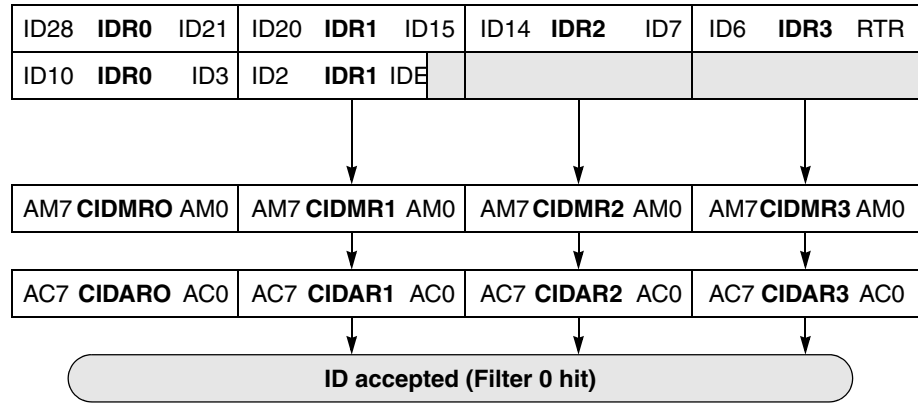 ID28 IDR0 ID21 ID20 IDR1 ID15 ID14 IDR2 ID7 ID6 IDR3 RTR
ID10 IDR0 ID3 ID2 IDR1 IDE
AM7 CIDMRO AM0 AM7 CIDMR1 AM0 AM7 CIDMR2 AM0 AM7 CIDMR3 AM0
AC7 CIDARO AC0 AC7 CIDAR1 AC0 AC7 CIDAR2 AC0 AC7 CIDAR3 AC0
ID accepted (Filter 0 hit)